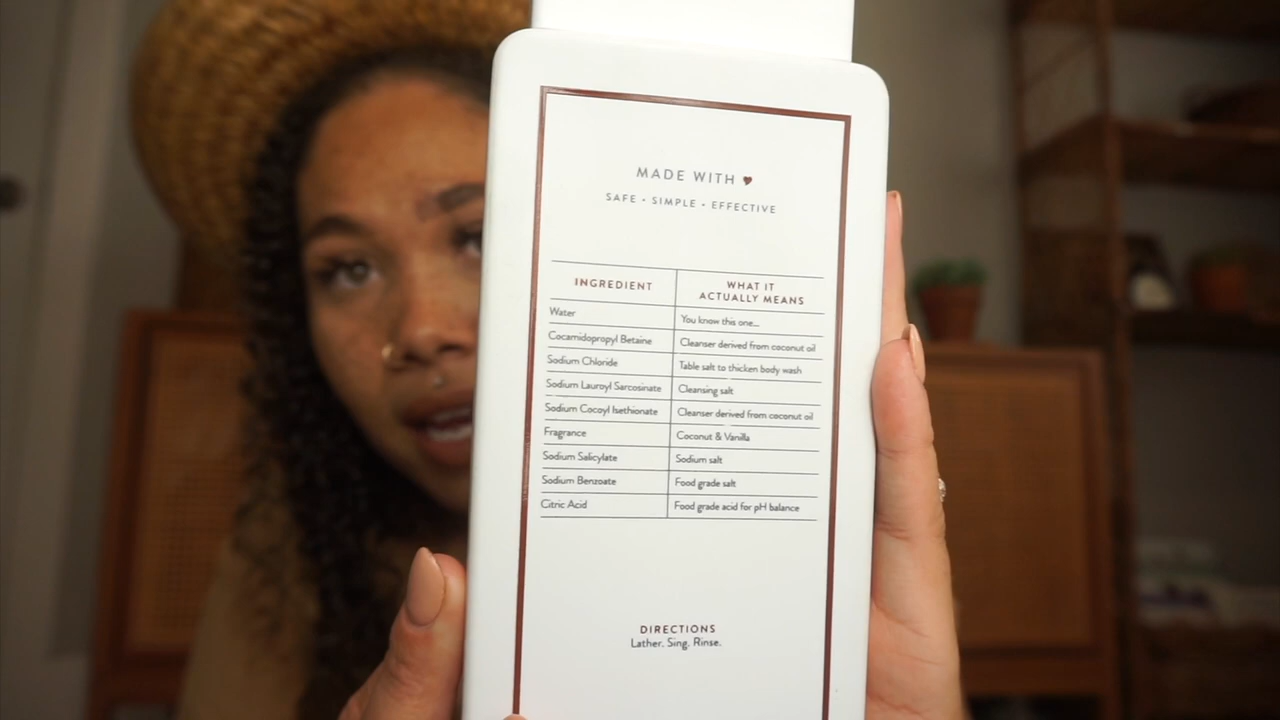 MADE WITH ♥
SAFE • SIMPLE • EFFECTIVE
INGREDIENT WHAT IT
ACTUALLY MEANS
Water You know this one...
Cocamidopropyl Betaine Cleanser derived from coconut oil
Sodium Chloride Table salt to thicken body wash
Sodium Lauroyl Sarcosinate Cleansing salt
Sodium Cocoyl Isethionate Cleanser derived from coconut oil
Fragrance Coconut & Vanilla
Sodium Salicylate Sodium salt
Sodium Benzoate Food grade salt
Citric Acid Food grade acid for pH balance
DIRECTIONS
Lather. Sing. Rinse.